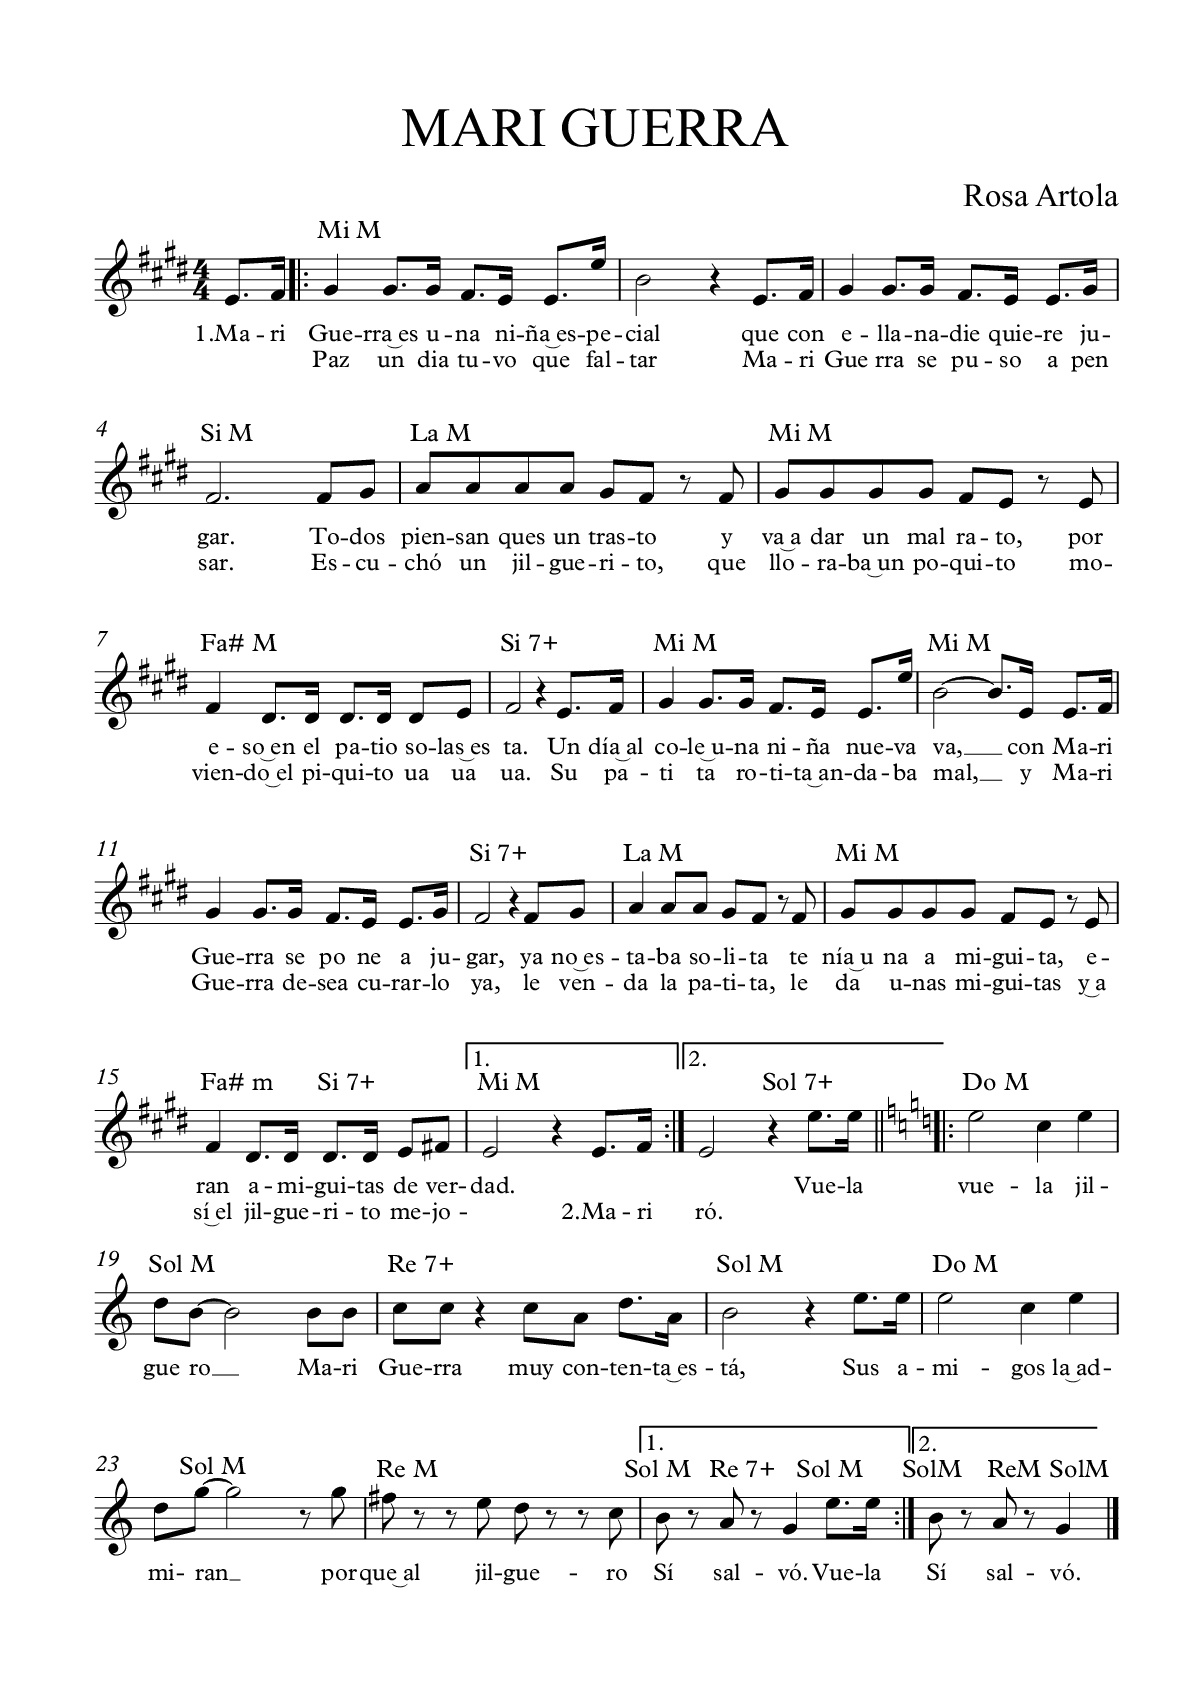 MARI GUERRA
Rosa Artola
Mi M
1.Ma - ri Gue-rra es u-na ni-ña es-pe-cial que con e-lla-na-die quie-re ju-
Paz un dia tu-vo que fal-tar Ma-ri Gue rra se pu-so a pen
4
Si M La M Mi M
gar. To-dos pien-san ques un tras-to y va a dar un mal ra-to, por
sar. Es-cu-chó un jil-gue-ri-to, que llo-ra-ba un po-qui-to mo-
7
Fa# M Si 7+ Mi M Mi M
e-so en el pa-tio so-las es ta. Un día al co-le u-na ni-ña nue-va va, con Ma-ri
vien-do el pi-qui-to ua ua ua. Su pa-ti ta ro-ti-ta an-da-ba mal, y Ma-ri
11
Si 7+ La M Mi M
Gue-rra se po ne a ju-gar, ya no es-ta-ba so-li-ta te nía u na a mi-gui-ta, e-
Gue-rra de-sea cu-rar-lo ya, le ven-da la pa-ti-ta, le da u-nas mi-gui-tas y a
1. 2.
15
Fa# m Si 7+ Mi M Sol 7+ Do M
ran a-mi-gui-tas de ver-dad. Vue-la vue-la jil-
sí el jil-gue-ri-to me-jo- 2.Ma-ri ró.
19
Sol M Re 7+ Sol M Do M
gue ro Ma-ri Gue-rra muy con-ten-ta es-tá, Sus a-mi-gos la ad-
1. 2.
23
Sol M Re M Sol M Re 7+ Sol M SolM ReM SolM
mi-ran por que al jil-gue-ro Sí sal-vó. Vue-la Sí sal-vó.